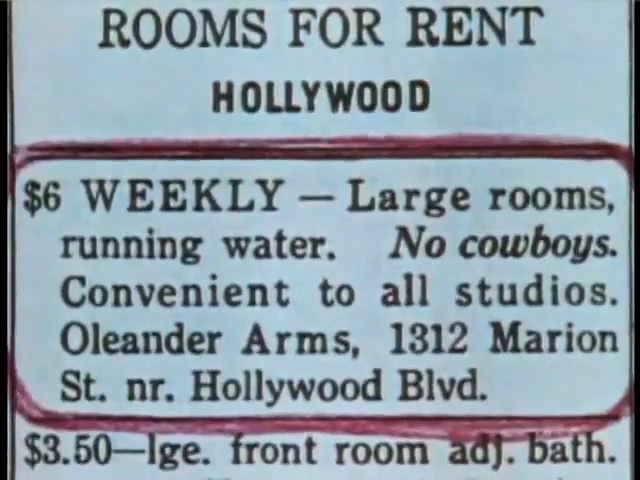 ROOMS FOR RENT
HOLLYWOOD
$6 WEEKLY — Large rooms,
running water. No cowboys.
Convenient to all studios.
Oleander Arms, 1312 Marion
St. nr. Hollywood Blvd.
$3.50—lge. front room adj. bath.